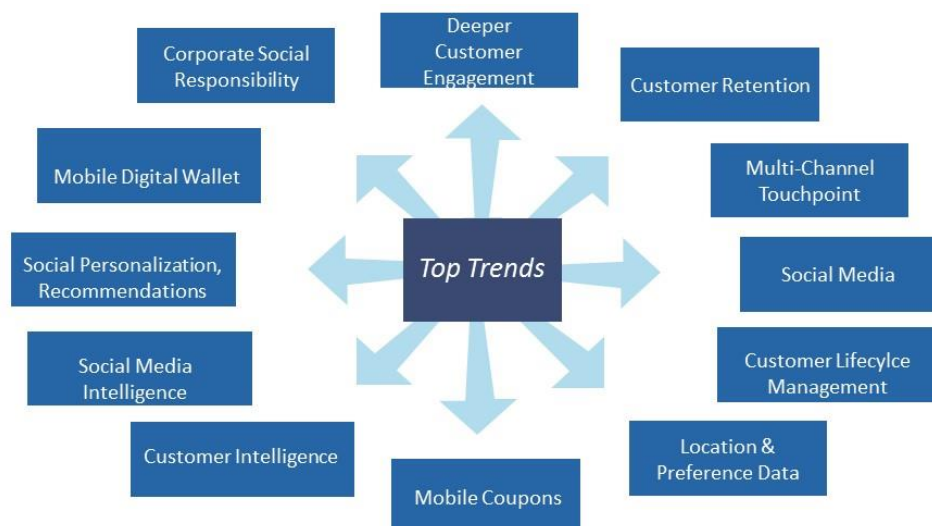 Deeper
Customer
Engagement
Corporate Social
Responsibility
Customer Retention
Mobile Digital Wallet
Multi-Channel
Touchpoint
Top Trends
Social Personalization,
Recommendations
Social Media
Social Media
Intelligence
Customer Lifecylce
Management
Customer Intelligence
Location &
Preference Data
Mobile Coupons